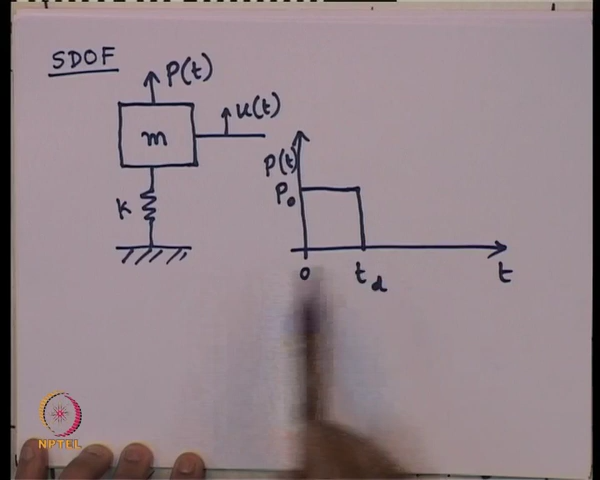 SDOF
P(t)
u(t)
m
P(t)
P₀
K
0
t_d
t
NPTEL